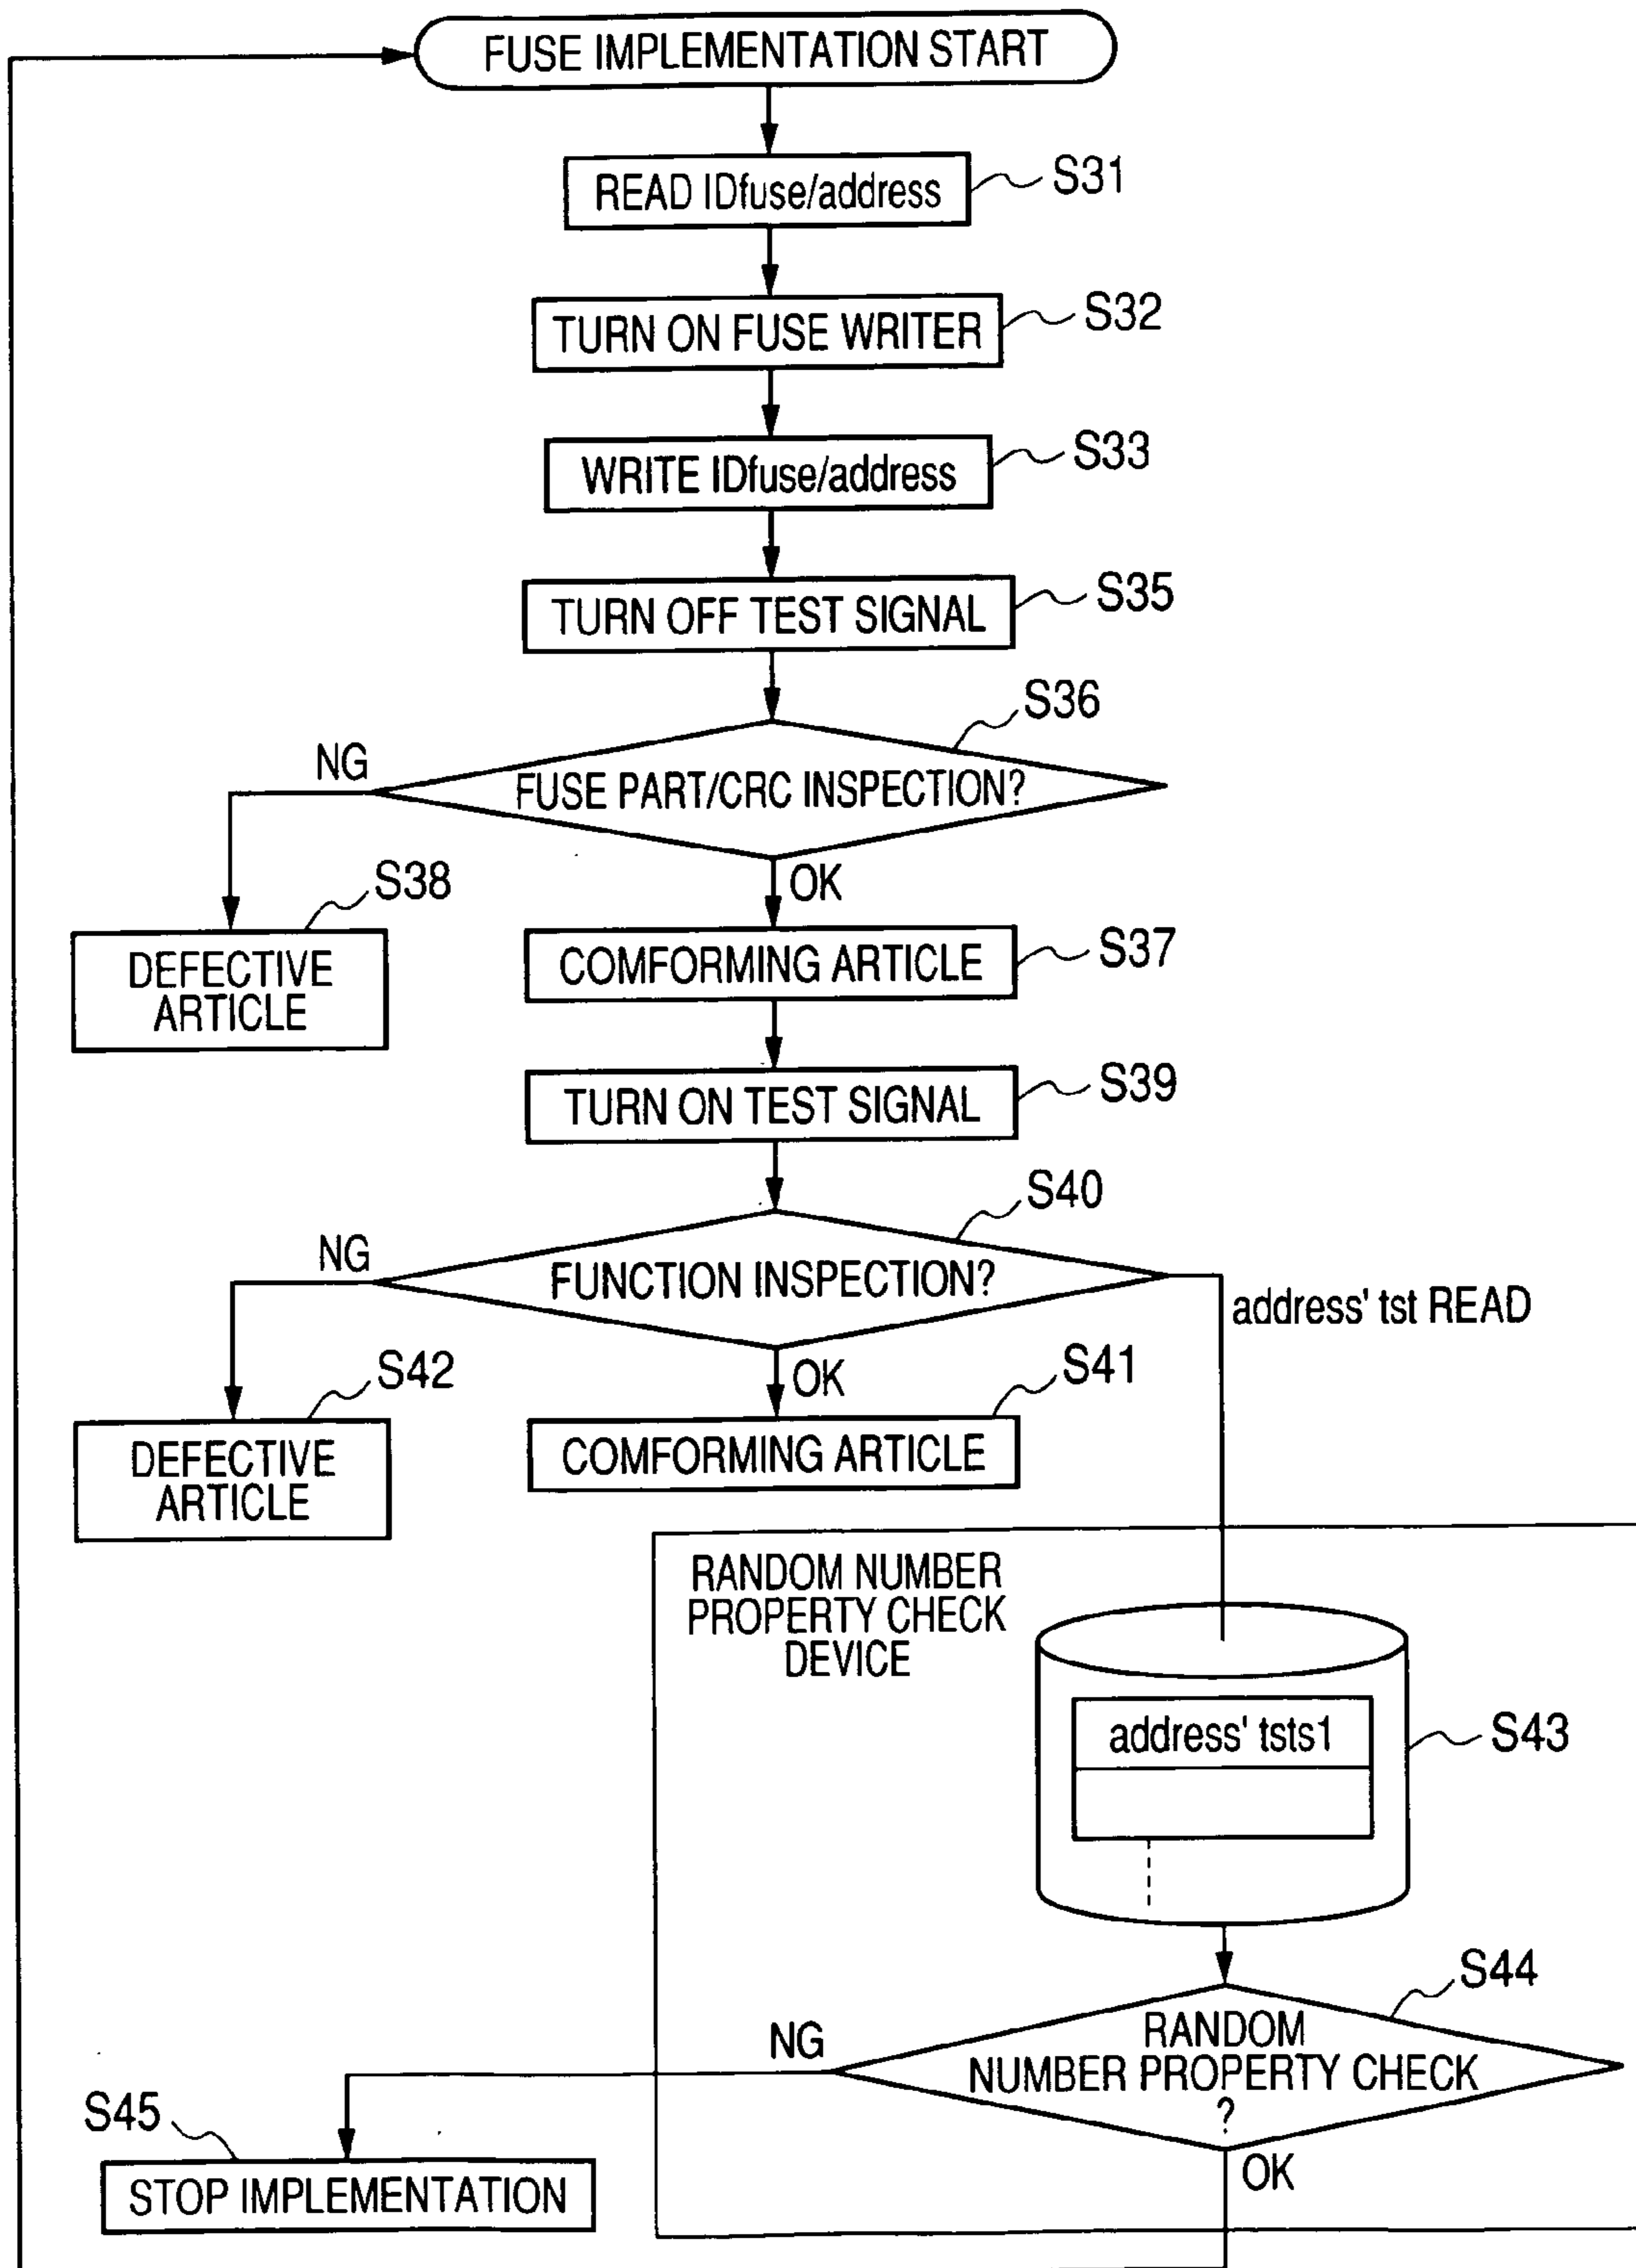 FUSE IMPLEMENTATION START
READ IDfuse/address
S31
TURN ON FUSE WRITER
S32
WRITE IDfuse/address
S33
TURN OFF TEST SIGNAL
S35
S36
NG
FUSE PART/CRC INSPECTION?
OK
S38
DEFECTIVE
ARTICLE
COMFORMING ARTICLE
S37
TURN ON TEST SIGNAL
S39
S40
NG
FUNCTION INSPECTION?
address' tst READ
OK
S41
S42
DEFECTIVE
ARTICLE
COMFORMING ARTICLE
RANDOM NUMBER
PROPERTY CHECK
DEVICE
address' tsts1
S43
S44
NG
RANDOM
NUMBER PROPERTY CHECK
?
OK
S45
STOP IMPLEMENTATION